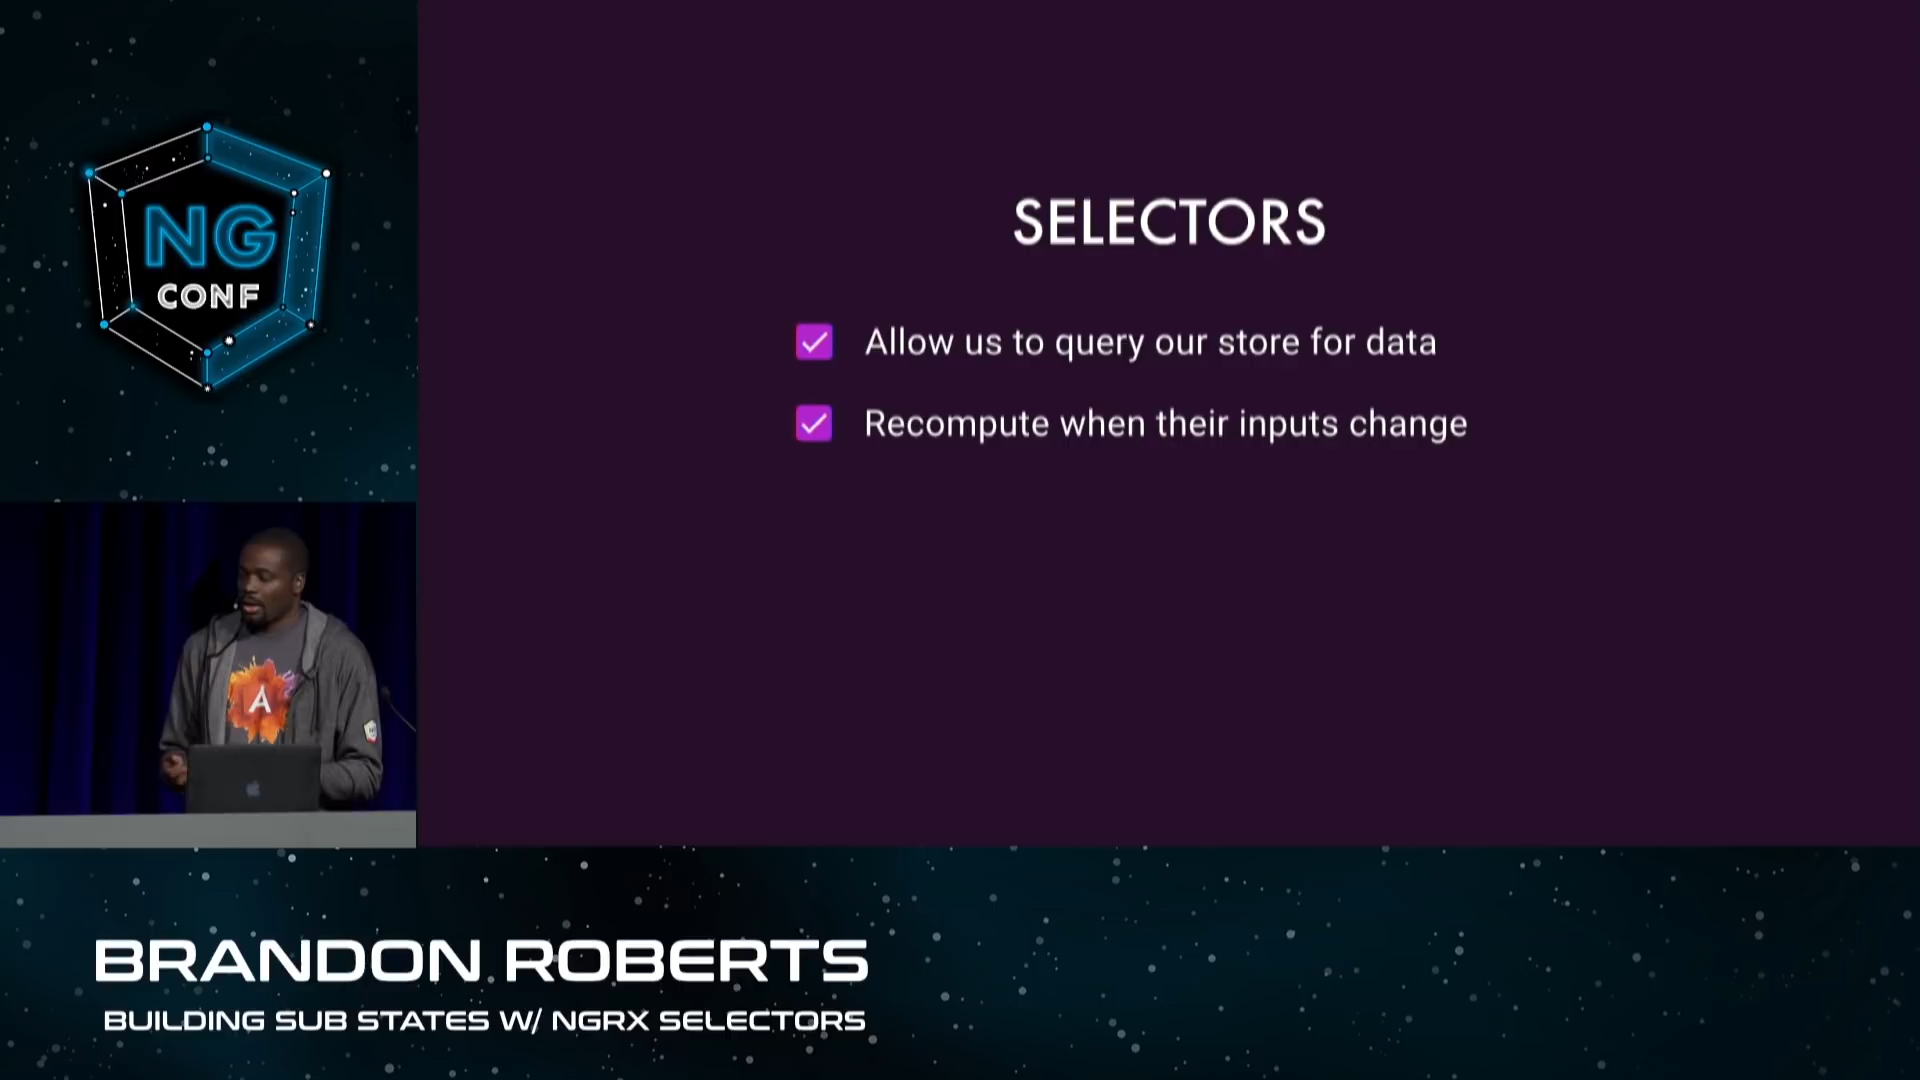 NG
CONF
SELECTORS
Allow us to query our store for data
Recompute when their inputs change
A
BRANDON ROBERTS
BUILDING SUB STATES W/ NGRX SELECTORS